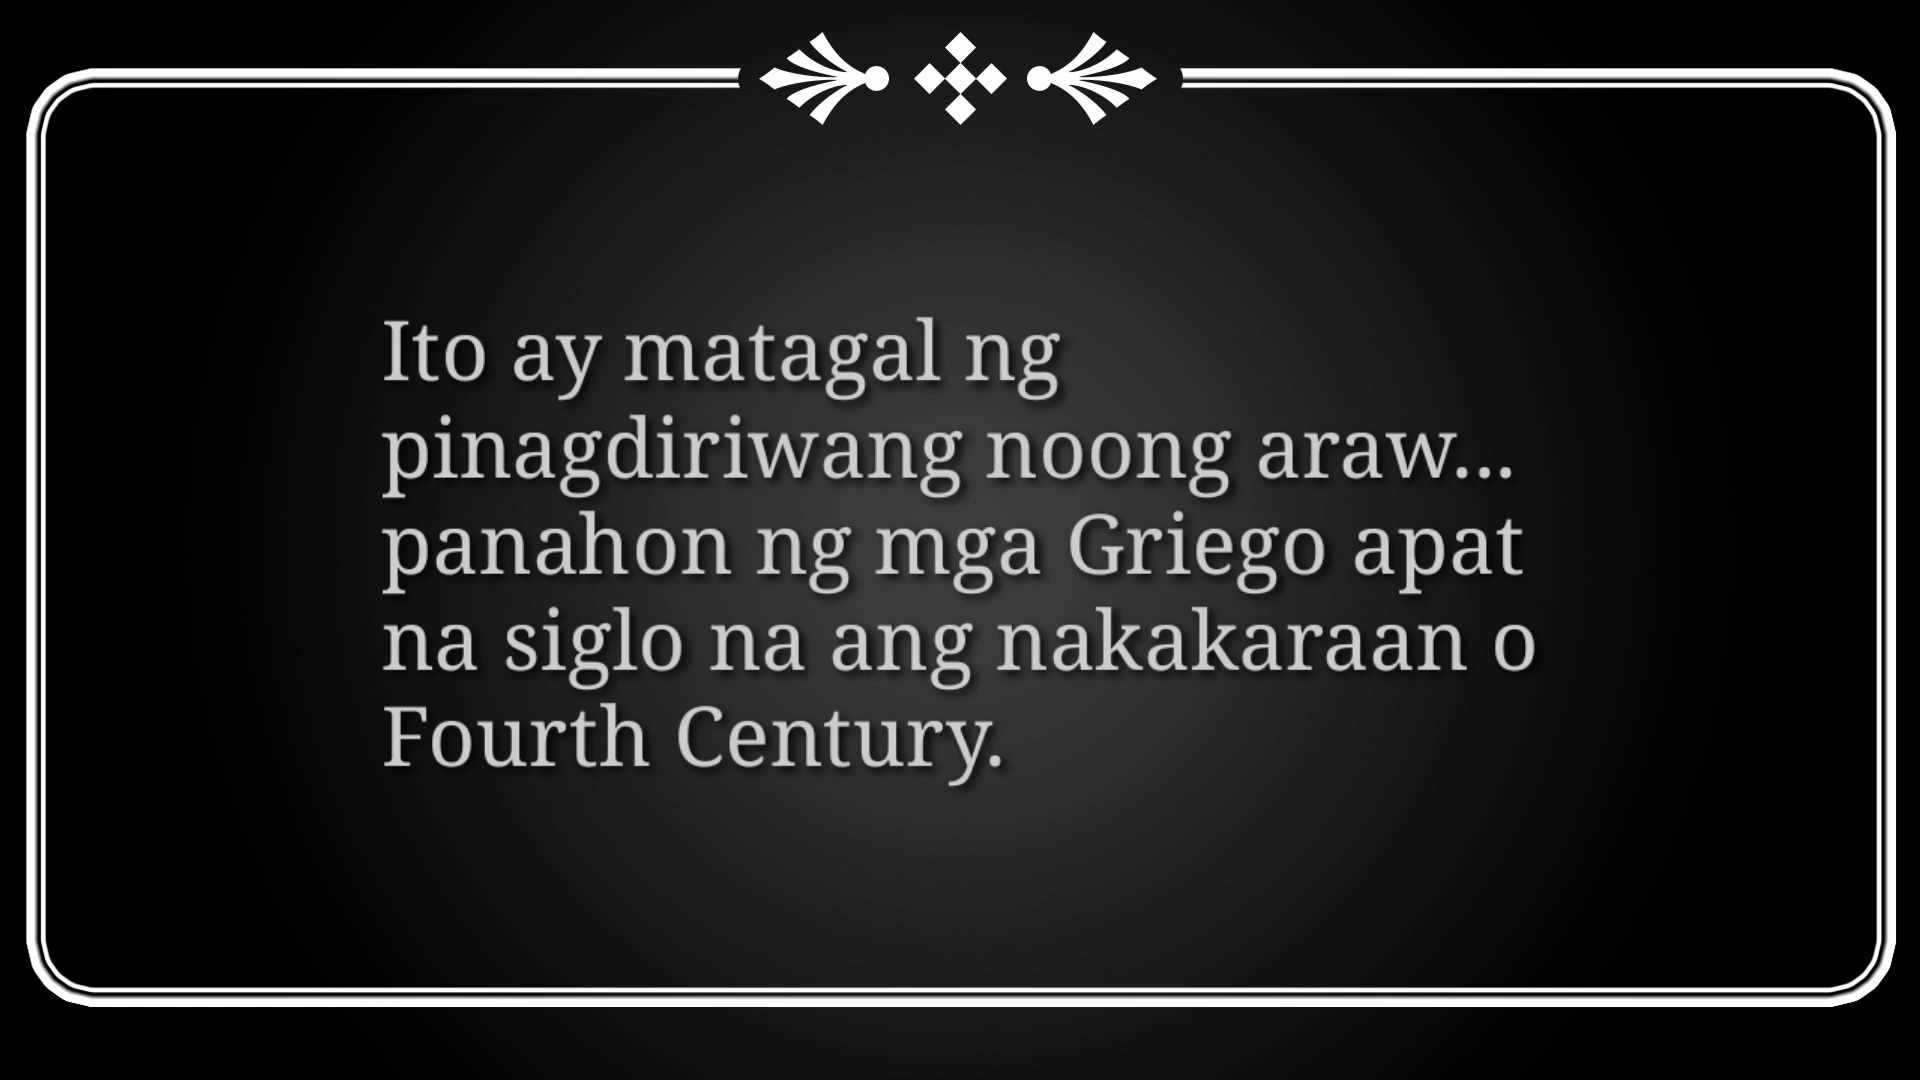 Ito ay matagal ng
pinagdiriwang noong araw...
panahon ng mga Griego apat
na siglo na ang nakakaraan o
Fourth Century.